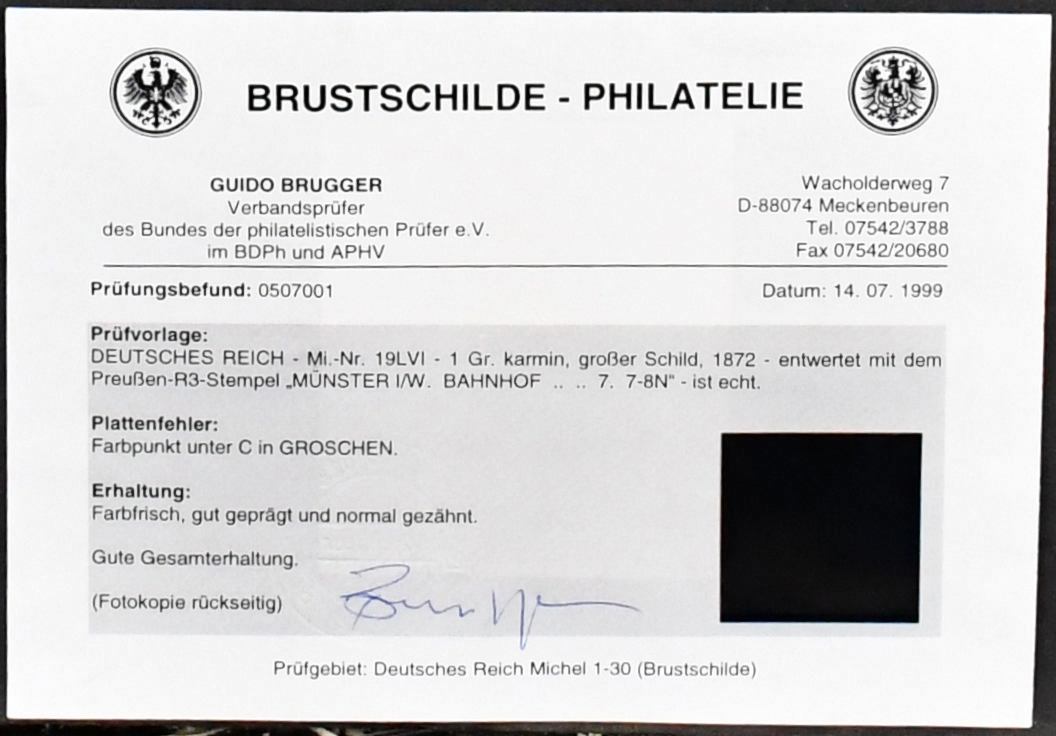 BRUSTSCHILDE - PHILATELIE
GUIDO BRUGGER
Verbandsprüfer
des Bundes der philatelistischen Prüfer e.V.
im BDPh und APHV
Wacholderweg 7
D-88074 Meckenbeuren
Tel. 07542/3788
Fax 07542/20680
Prüfungsbefund: 0507001
Datum: 14. 07. 1999
Prüfvorlage:
DEUTSCHES REICH - Mi.-Nr. 19LVI - 1 Gr. karmin, großer Schild, 1872 - entwertet mit dem
Preußen-R3-Stempel „MÜNSTER I/W. BAHNHOF .. .. 7. 7-8N" - ist echt.
Plattenfehler:
Farbpunkt unter C in GROSCHEN.
Erhaltung:
Farbfrisch, gut geprägt und normal gezähnt.
Gute Gesamterhaltung.
(Fotokopie rückseitig)
Prüfgebiet: Deutsches Reich Michel 1-30 (Brustschilde)